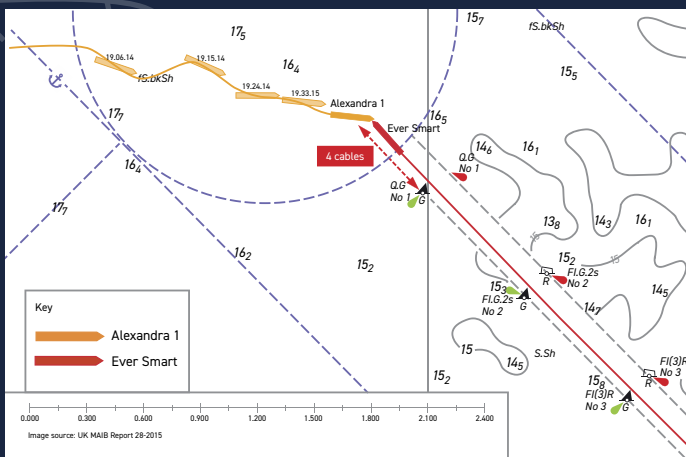 15₇
fS.bkSh
17₅
16₄
15₅
19.06.14
19.15.14
fS.bkSh
19.24.14
19.33.15
Alexandra 1
17₇
16₅
Ever Smart
4 cables
14₆
16₁
16₄
Q.G
No 1
Q.G
No 1
G
17₇
13₈
14₃
16₁
15
16₂
15₂
15₂
15
R
Fl.G.2s
No 2
15₃
Fl.G.2s
No 2
G
14₇
14₅
Key
Alexandra 1
Ever Smart
15
14₅
S.Sh
Fl(3)R
No 3
R
15₂
15₈
Fl(3)R
No 3
G
0.000 0.300 0.600 0.900 1.200 1.500 1.800 2.100 2.400
Image source: UK MAIB Report 28-2015